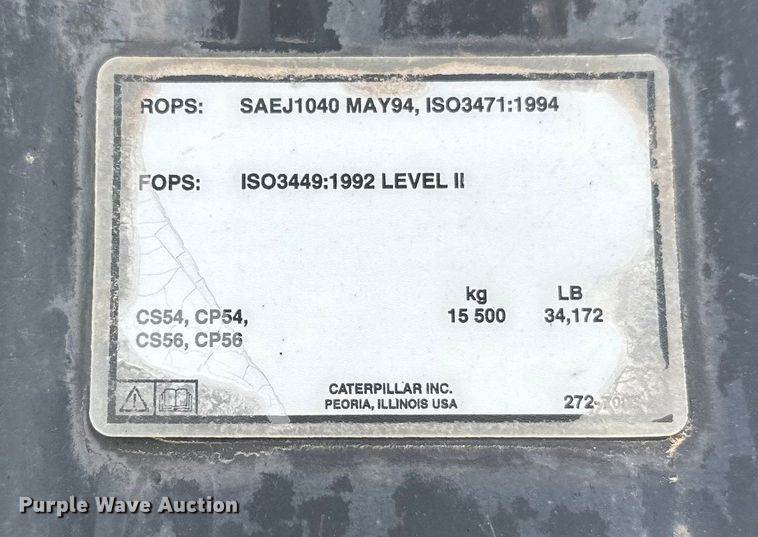 ROPS: SAEJ1040 MAY94, ISO3471:1994
FOPS: ISO3449:1992 LEVEL II
kg LB
CS54, CP54, 15 500 34,172
CS56, CP56
CATERPILLAR INC.
PEORIA, ILLINOIS USA
Purple Wave Auction